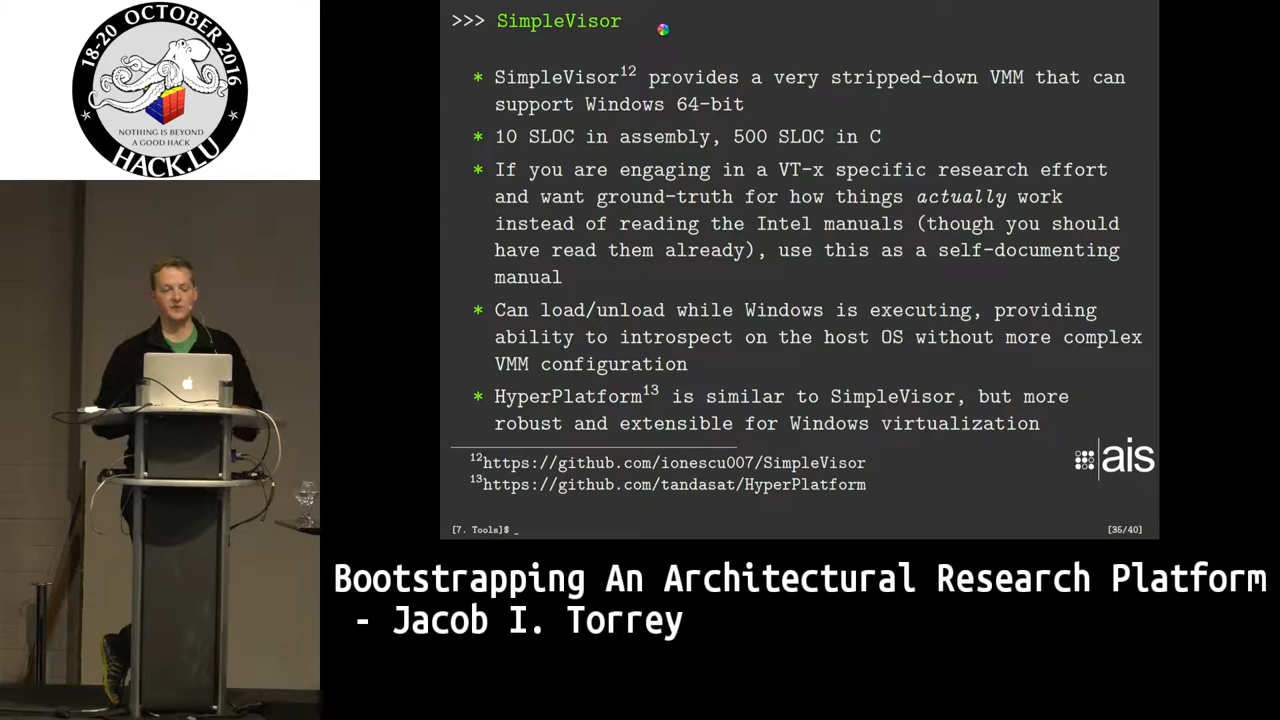 18-20 OCTOBER 2016
NOTHING IS BEYOND
A GOOD HACK
HACK.LU
>>> SimpleVisor
* SimpleVisor12 provides a very stripped-down VMM that can
support Windows 64-bit
* 10 SLOC in assembly, 500 SLOC in C
* If you are engaging in a VT-x specific research effort
and want ground-truth for how things actually work
instead of reading the Intel manuals (though you should
have read them already), use this as a self-documenting
manual
* Can load/unload while Windows is executing, providing
ability to introspect on the host OS without more complex
VMM configuration
* HyperPlatform13 is similar to SimpleVisor, but more
robust and extensible for Windows virtualization
12https://github.com/ionescu007/SimpleVisor
13https://github.com/tandasat/HyperPlatform
ais
[7. Tools]$ _
[35/40]
Bootstrapping An Architectural Research Platform
- Jacob I. Torrey